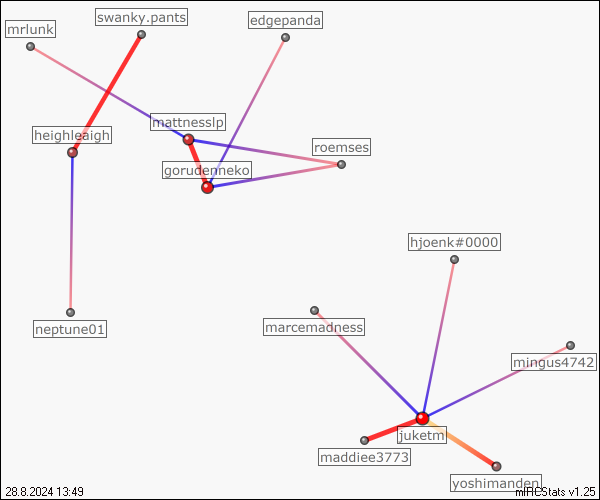 swanky.pants
edgepanda
mrlunk
mattnesslp
heighleaigh
roemses
gorudenneko
hjoenk#0000
neptune01
marcemadness
mingus4742
juketml
maddiee3773
yoshimanden
28.8.2024 13:49
mIRCStats v1.25